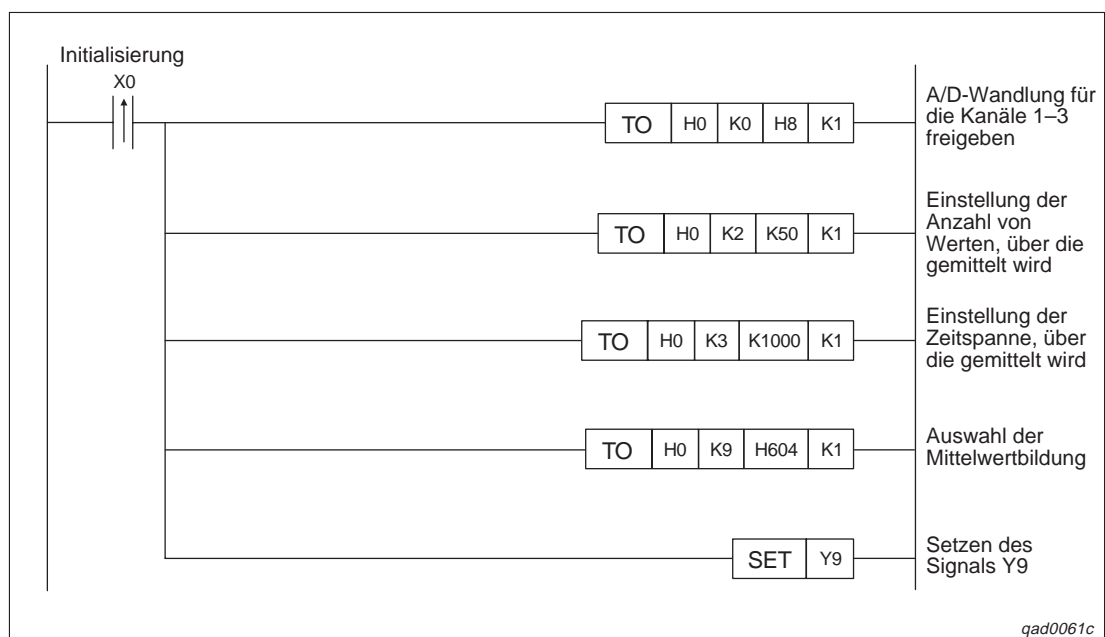 Initialisierung
X0
TO H0 K0 H8 K1
A/D-Wandlung für
die Kanäle 1–3
freigeben
TO H0 K2 K50 K1
Einstellung der
Anzahl von
Werten, über die
gemittelt wird
TO H0 K3 K1000 K1
Einstellung der
Zeitspanne, über
die gemittelt wird
TO H0 K9 H604 K1
Auswahl der
Mittelwertbildung
SET Y9
Setzen des
Signals Y9
qad0061c